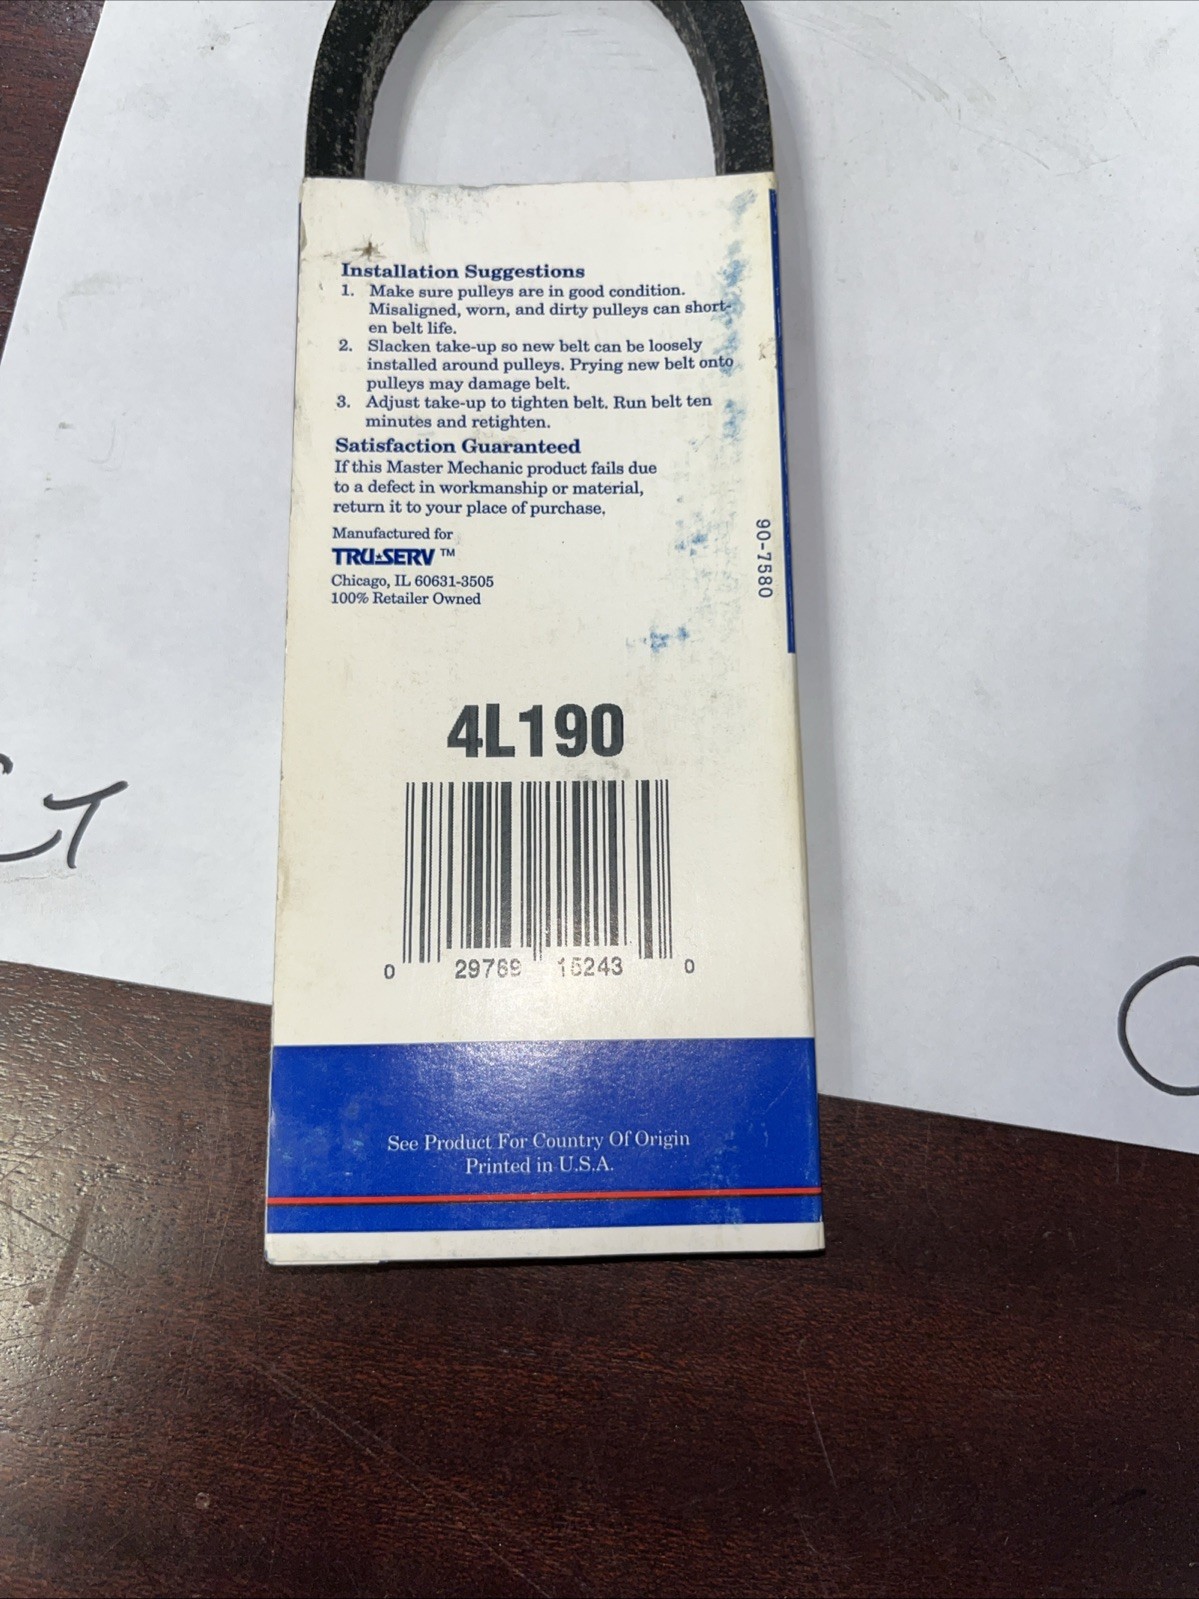 Installation Suggestions
1. Make sure pulleys are in good condition.
Misaligned, worn, and dirty pulleys can short-
en belt life.
2. Slacken take-up so new belt can be loosely
installed around pulleys. Prying new belt onto
pulleys may damage belt.
3. Adjust take-up to tighten belt. Run belt ten
minutes and retighten.
Satisfaction Guaranteed
If this Master Mechanic product fails due
to a defect in workmanship or material,
return it to your place of purchase.
Manufactured for
TRU★SERV ™
Chicago, IL 60631-3505
100% Retailer Owned
90-7580
4L190
0 29769 15243 0
See Product For Country Of Origin
Printed in U.S.A.